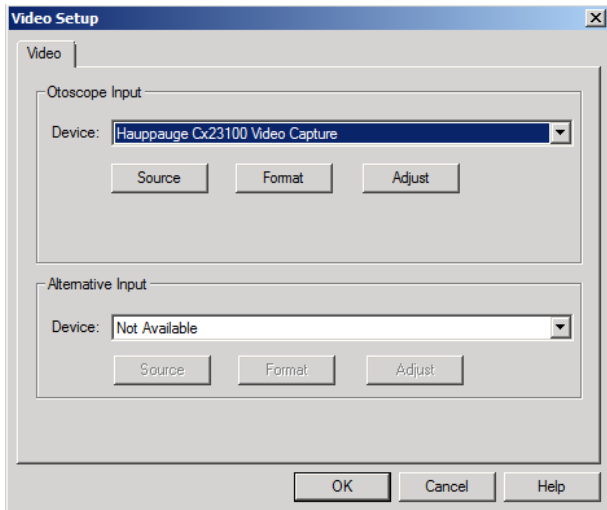 Video Setup
Video
Otoscope Input
Device: Hauppauge Cx23100 Video Capture
Source Format Adjust
Alternative Input
Device: Not Available
Source Format Adjust
OK Cancel Help